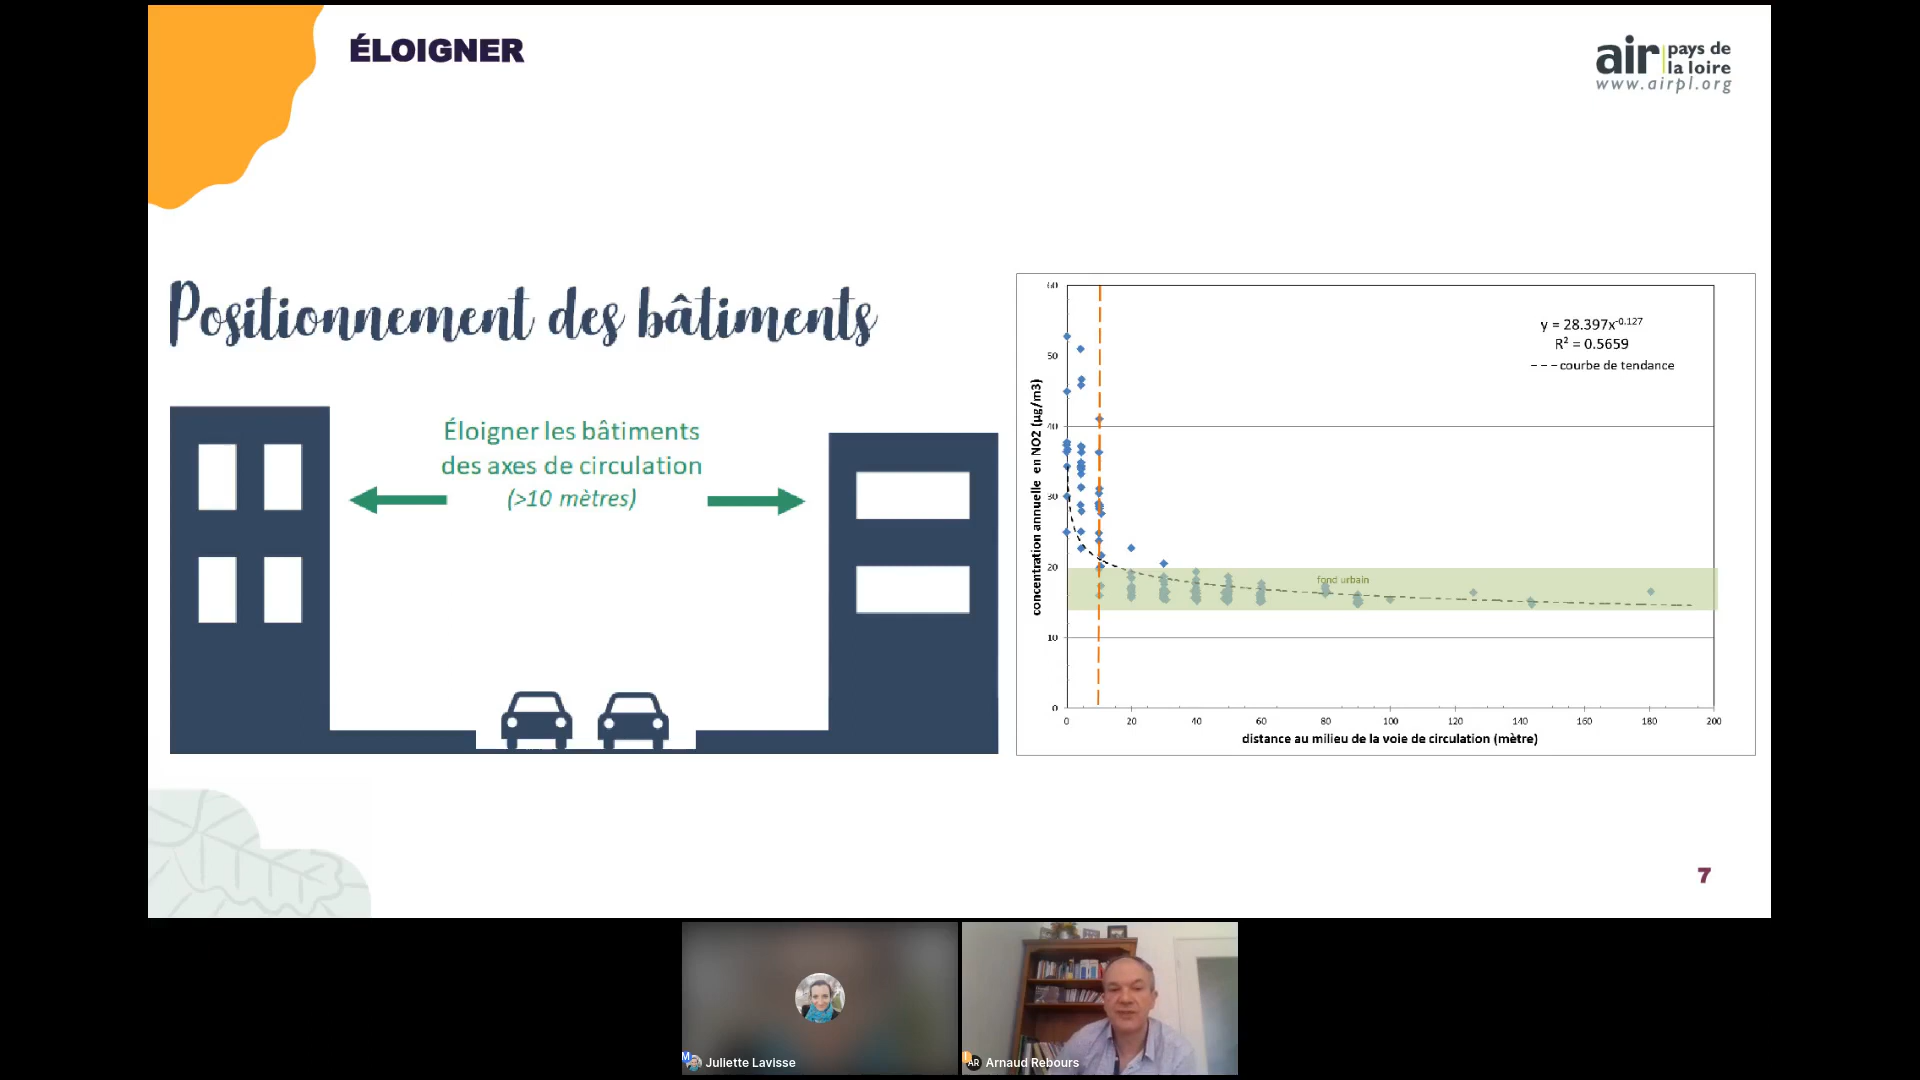 ÉLOIGNER
air pays de la loire
www.airpl.org
Positionnement des bâtiments
Éloigner les bâtiments
des axes de circulation
(>10 mètres)
60
50
40
30
20
10
0
concentration annuelle en NO2 (µg/m3)
y = 28.397x^-0.127
R² = 0.5659
courbe de tendance
fond urbain
0 20 40 60 80 100 120 140 160 180 200
distance au milieu de la voie de circulation (mètre)
7
Juliette Lavisse
AR Arnaud Rebours